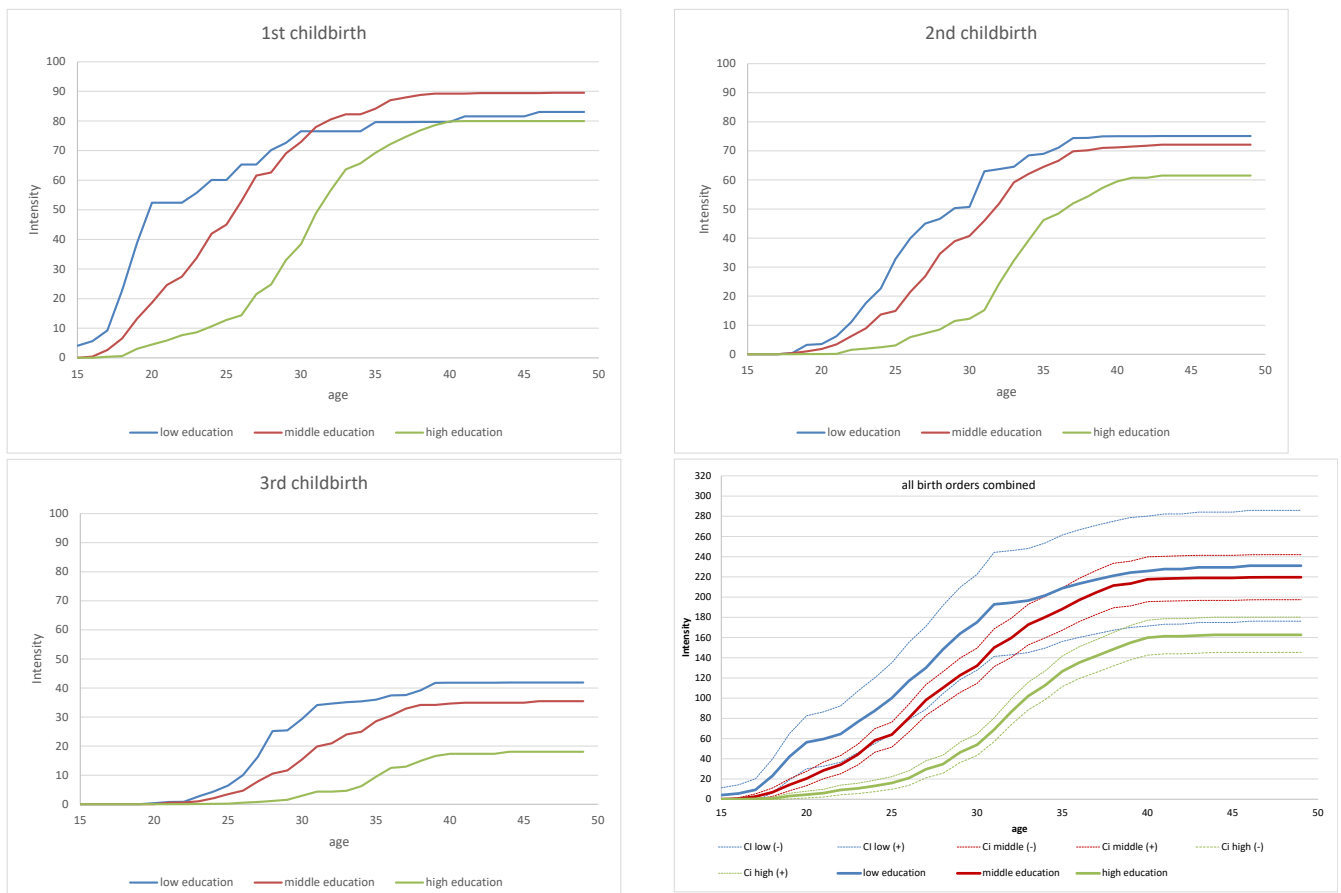 1st childbirth
100
90
80
70
60
50
40
30
20
10
0
Intensity
15 20 25 30 35 40 45 50
age
low education middle education high education
2nd childbirth
100
90
80
70
60
50
40
30
20
10
0
Intensity
15 20 25 30 35 40 45 50
age
low education middle education high education
3rd childbirth
100
90
80
70
60
50
40
30
20
10
0
Intensity
15 20 25 30 35 40 45 50
age
low education middle education high education
all birth orders combined
320
300
280
260
240
220
200
180
160
140
120
100
80
60
40
20
0
Intensity
15 20 25 30 35 40 45 50
age
CI low (-) CI low (+) Ci middle (-) Ci middle (+) Ci high (-)
Ci high (+) low education middle education high education